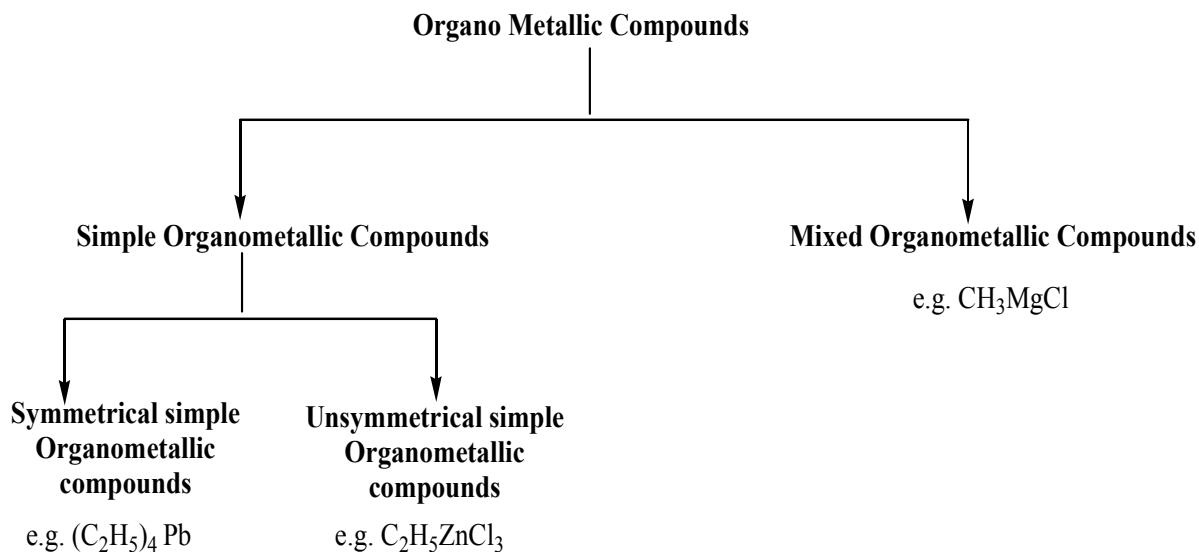 Organo Metallic Compounds
Simple Organometallic Compounds
Mixed Organometallic Compounds
e.g. CH₃MgCl
Symmetrical simple
Organometallic
compounds
e.g. (C₂H₅)₄ Pb
Unsymmetrical simple
Organometallic
compounds
e.g. C₂H₅ZnCl₃